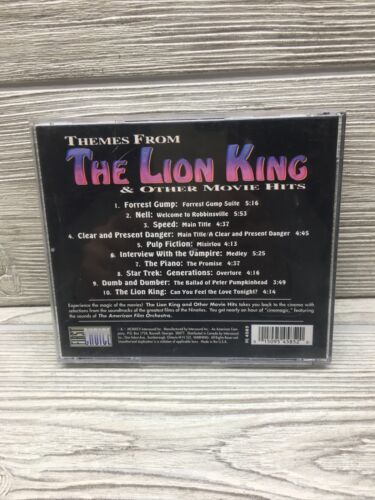 THEMES FROM
THE LION KING
& OTHER MOVIE HITS
1. Forrest Gump: Forrest Gump Suite 5:16
2. Nell: Welcome to Robbinsville 5:53
3. Speed: Main Title 4:37
4. Clear and Present Danger: Main Title/A Clear and Present Danger 4:45
5. Pulp Fiction: Misirlou 4:13
6. Interview With the Vampire: Medley 5:25
7. The Piano: The Promise 4:37
8. Star Trek: Generations: Overture 4:16
9. Dumb and Dumber: The Ballad of Peter Pumpkinhead 3:49
10. The Lion King: Can You Feel the Love Tonight? 4:14
Experience the magic of the movies! The Lion King and Other Movie Hits takes you back to the cinema with
selections from the soundtracks of the greatest films of the Nineties. You get nearly an hour of "cinemagic," featuring
the sounds of The American Film Orchestra.
FIRST
CHOICE